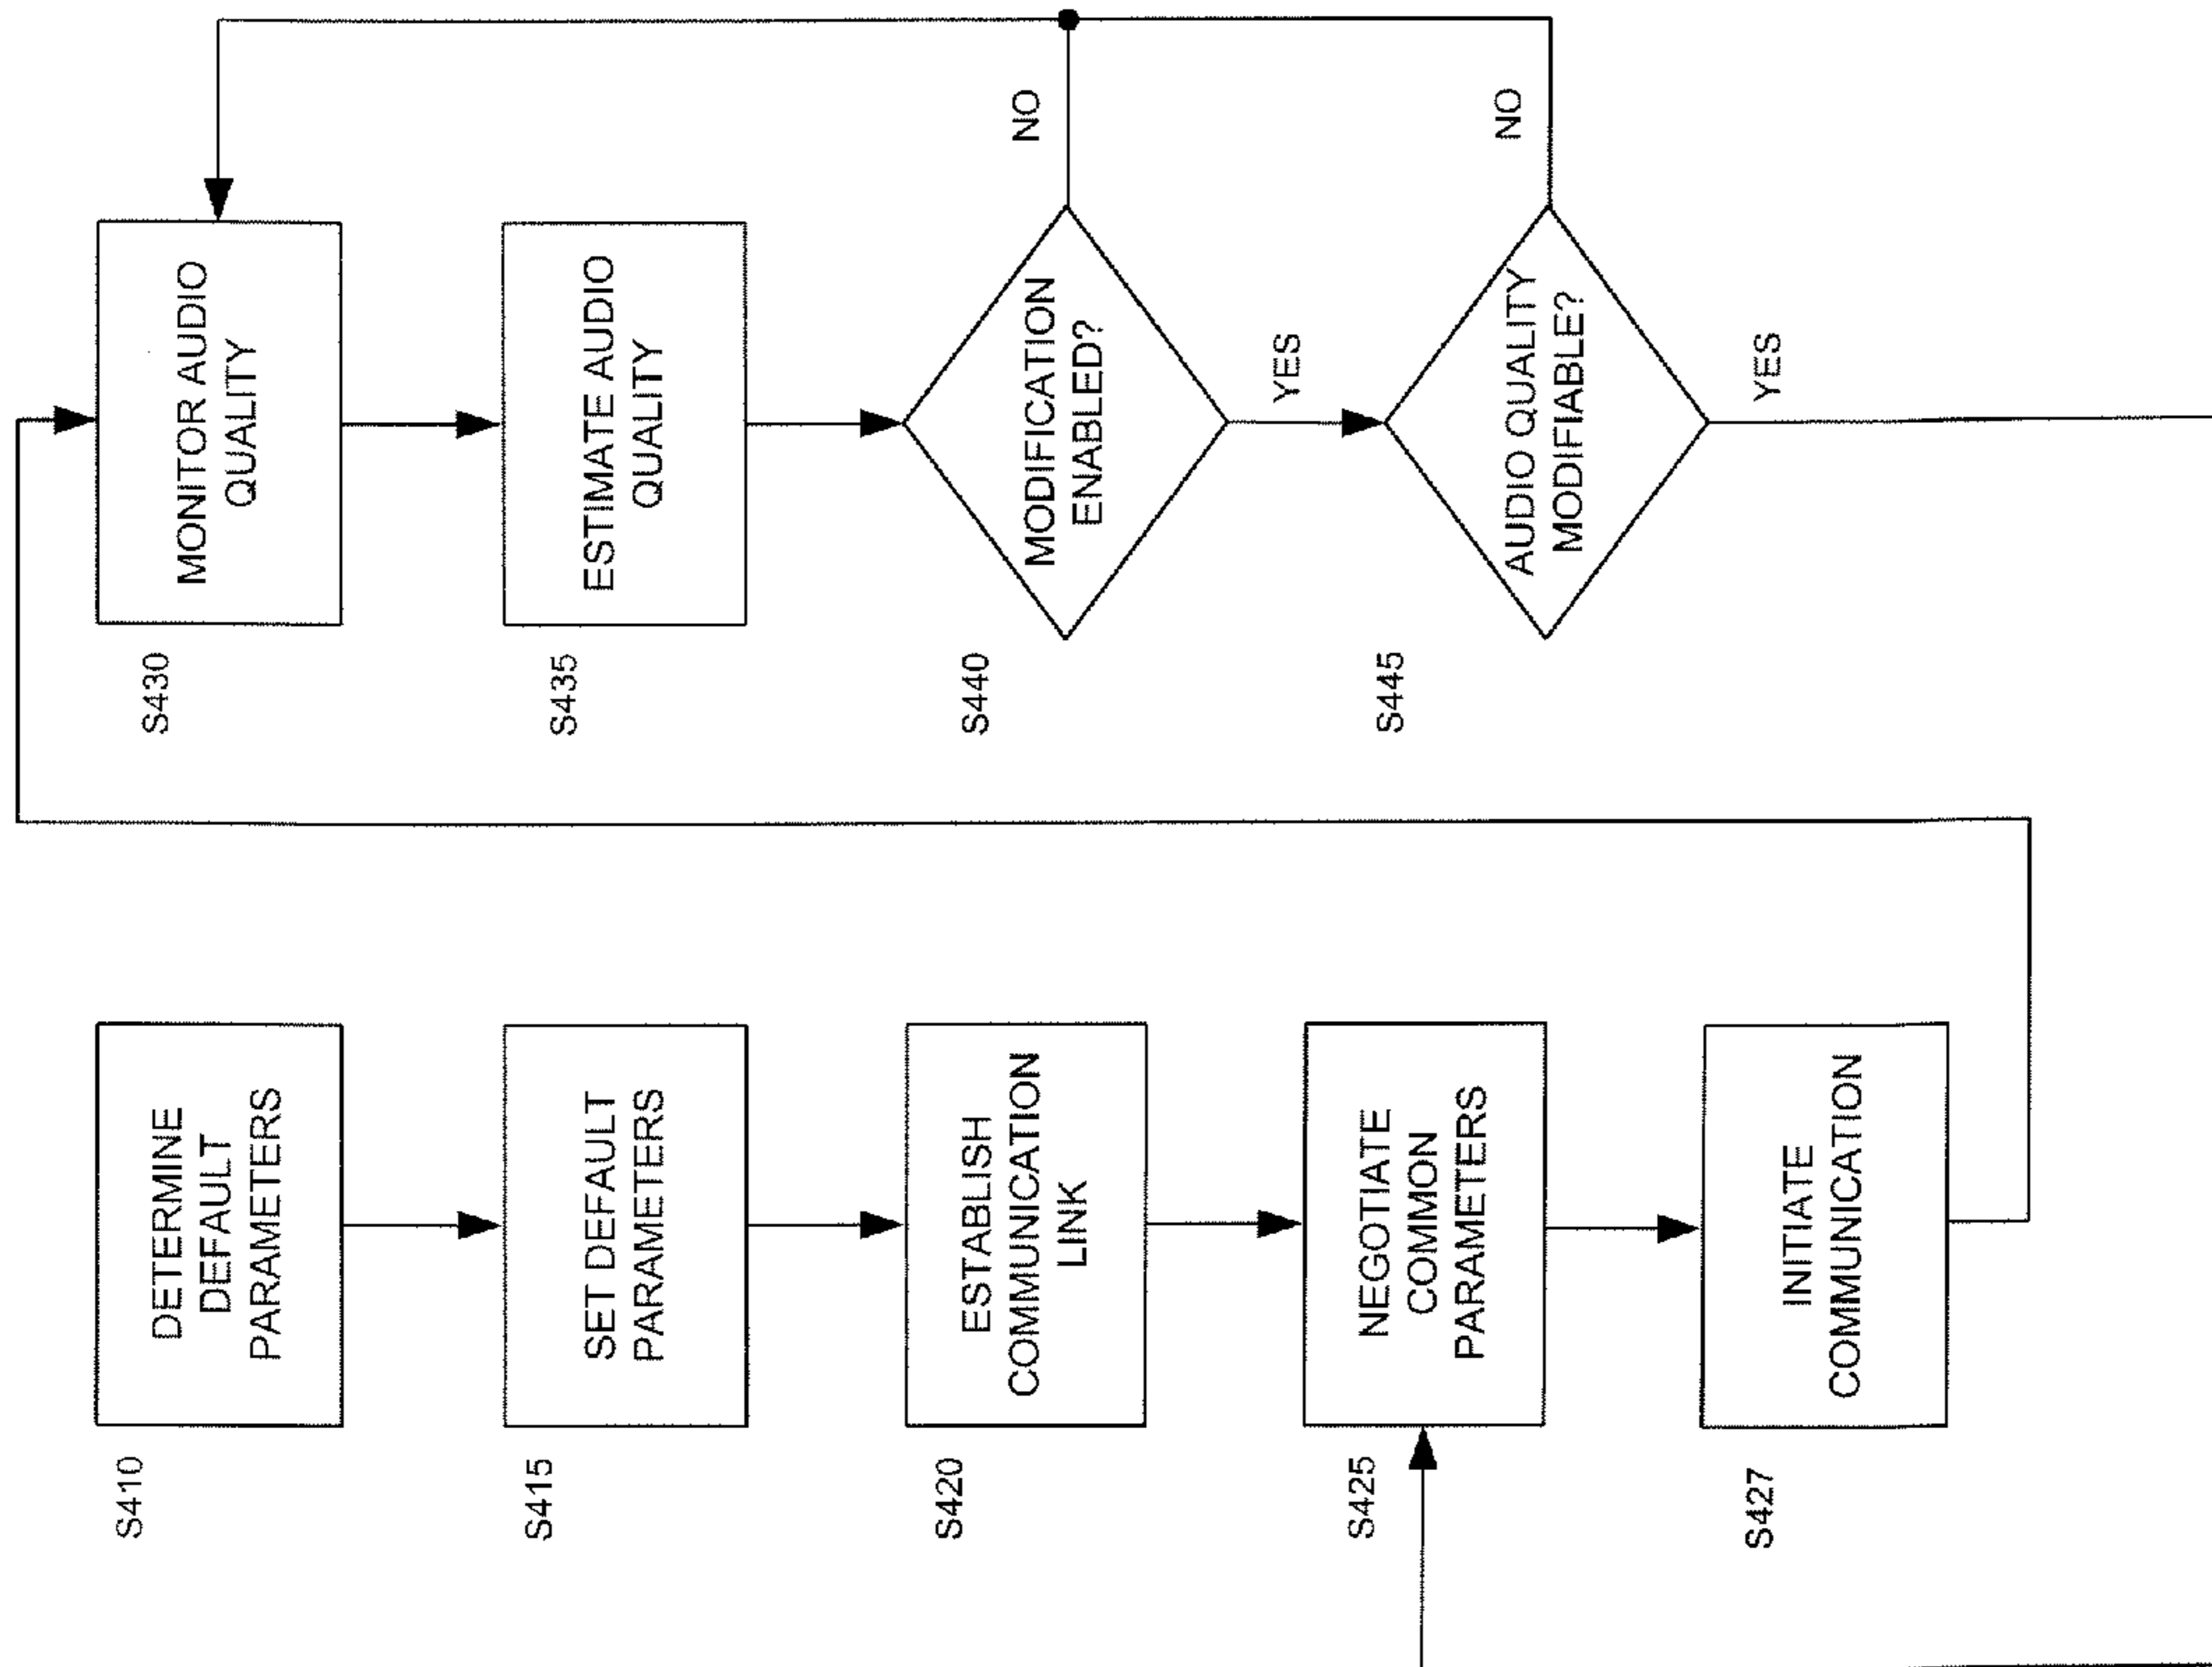 S410
DETERMINE
DEFAULT
PARAMETERS
S415
SET DEFAULT
PARAMETERS
S420
ESTABLISH
COMMUNICATION
LINK
S425
NEGOTIATE
COMMON
PARAMETERS
S427
INITIATE
COMMUNICATION
S430
MONITOR AUDIO
QUALITY
S435
ESTIMATE AUDIO
QUALITY
S440
MODIFICATION
ENABLED?
NO
YES
S445
AUDIO QUALITY
MODIFIABLE?
NO
YES